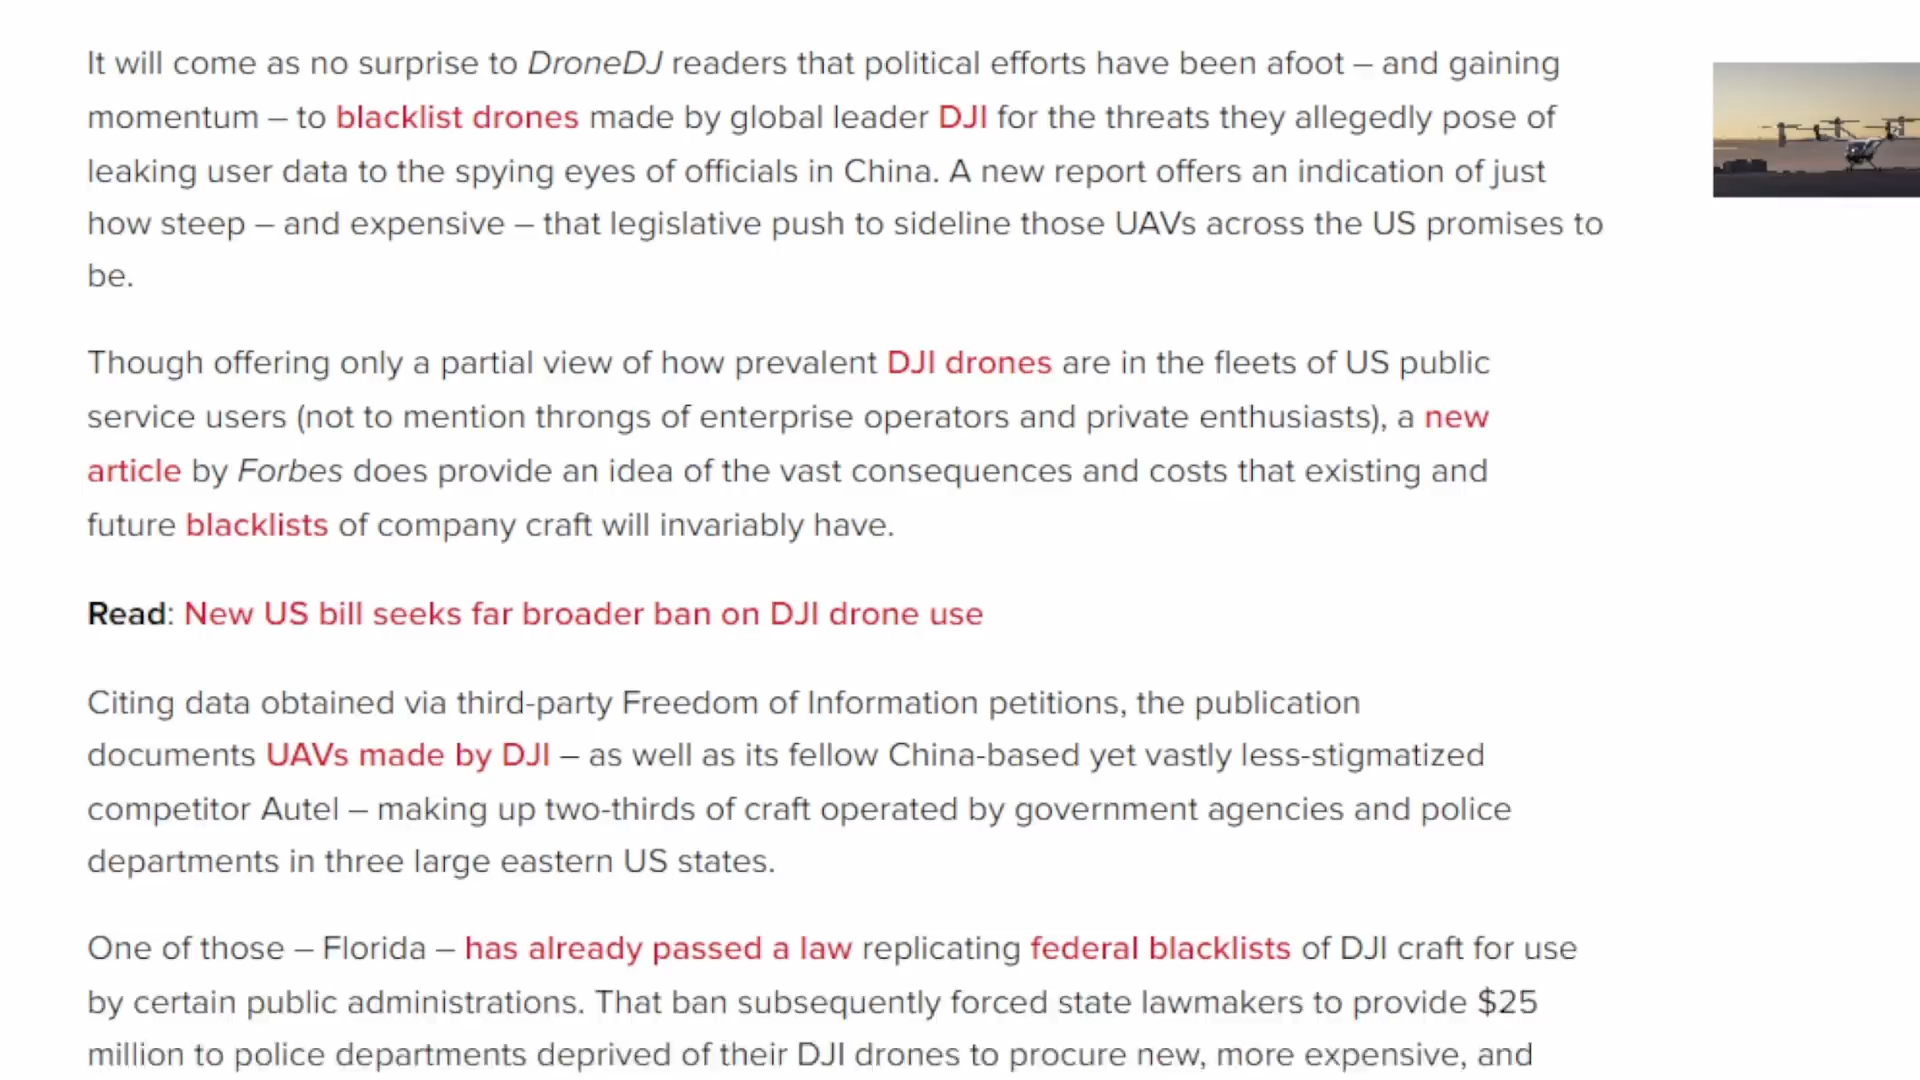 It will come as no surprise to DroneDJ readers that political efforts have been afoot – and gaining
momentum – to blacklist drones made by global leader DJI for the threats they allegedly pose of
leaking user data to the spying eyes of officials in China. A new report offers an indication of just
how steep – and expensive – that legislative push to sideline those UAVs across the US promises to
be.
Though offering only a partial view of how prevalent DJI drones are in the fleets of US public
service users (not to mention throngs of enterprise operators and private enthusiasts), a new
article by Forbes does provide an idea of the vast consequences and costs that existing and
future blacklists of company craft will invariably have.
Read: New US bill seeks far broader ban on DJI drone use
Citing data obtained via third-party Freedom of Information petitions, the publication
documents UAVs made by DJI – as well as its fellow China-based yet vastly less-stigmatized
competitor Autel – making up two-thirds of craft operated by government agencies and police
departments in three large eastern US states.
One of those – Florida – has already passed a law replicating federal blacklists of DJI craft for use
by certain public administrations. That ban subsequently forced state lawmakers to provide $25
million to police departments deprived of their DJI drones to procure new, more expensive, and